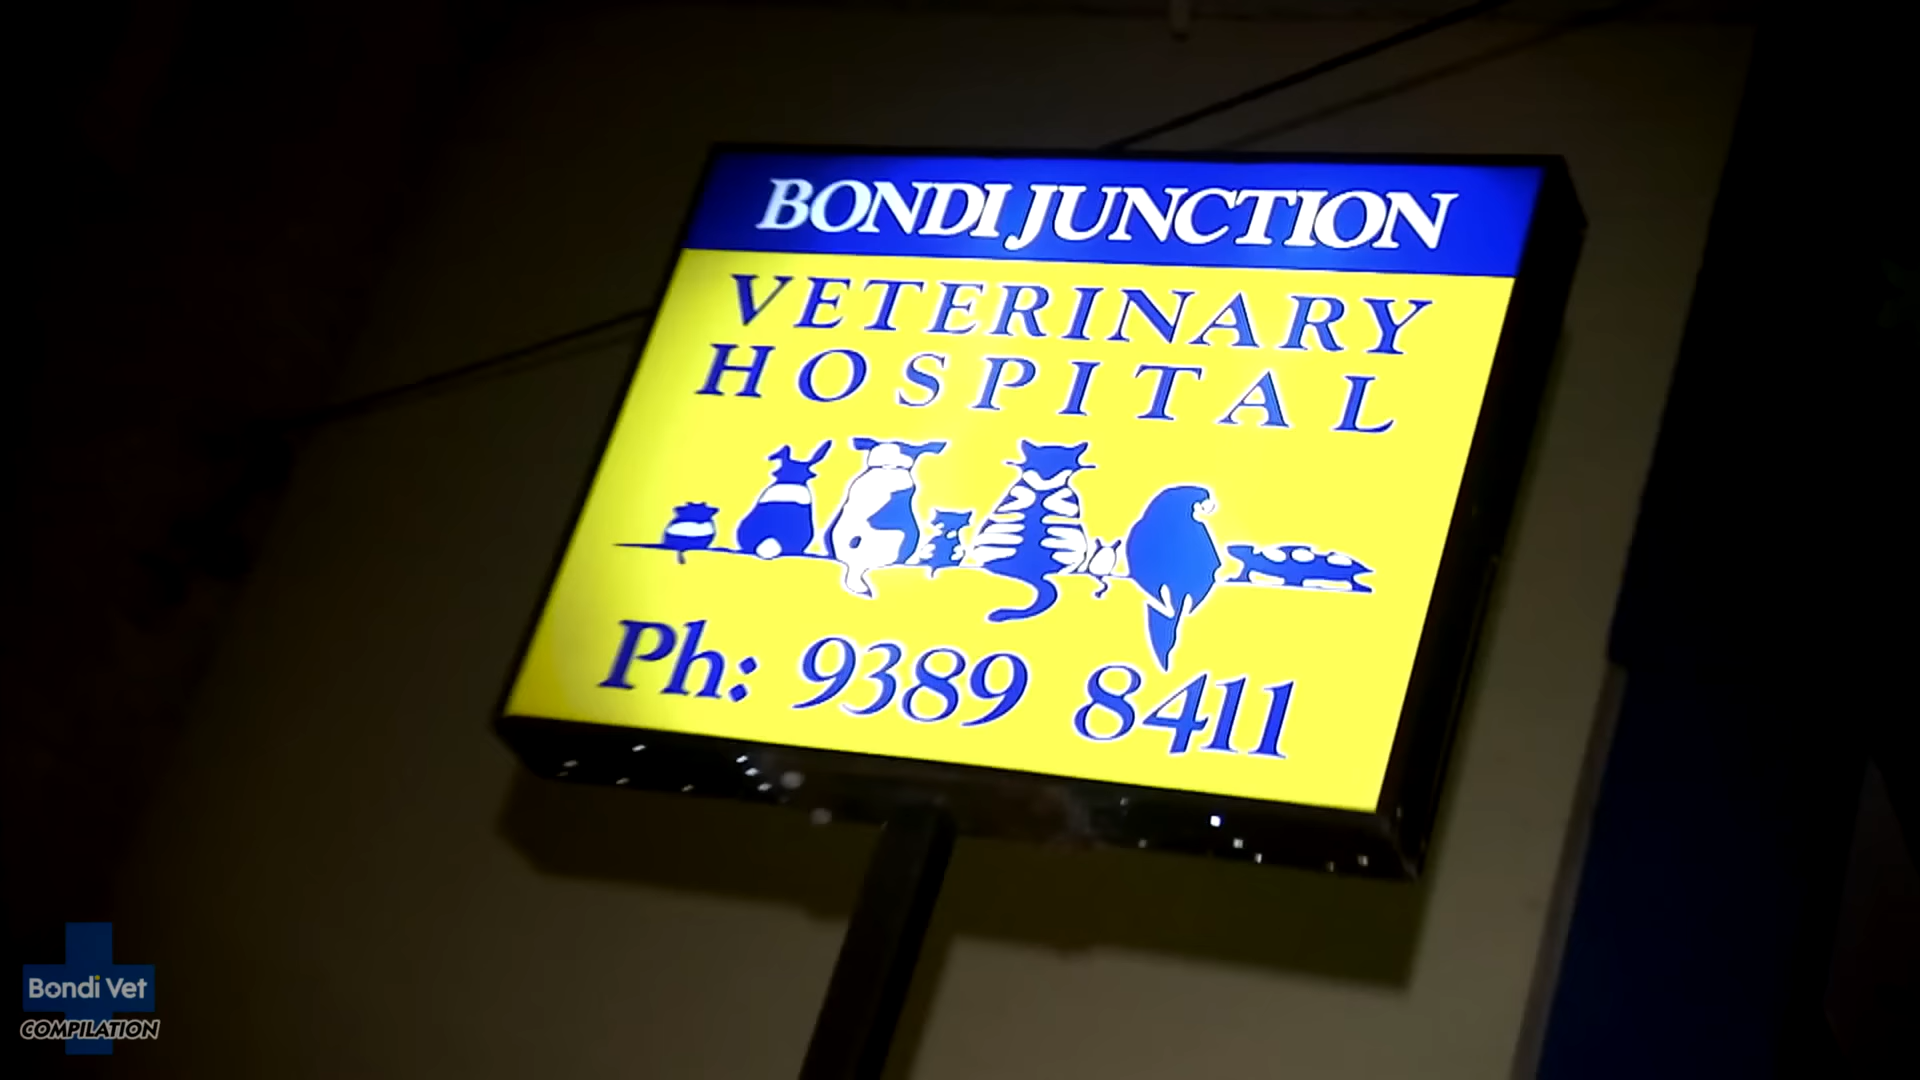 BONDI JUNCTION
VETERINARY
HOSPITAL
Ph: 9389 8411
Bondi Vet
COMPILATION